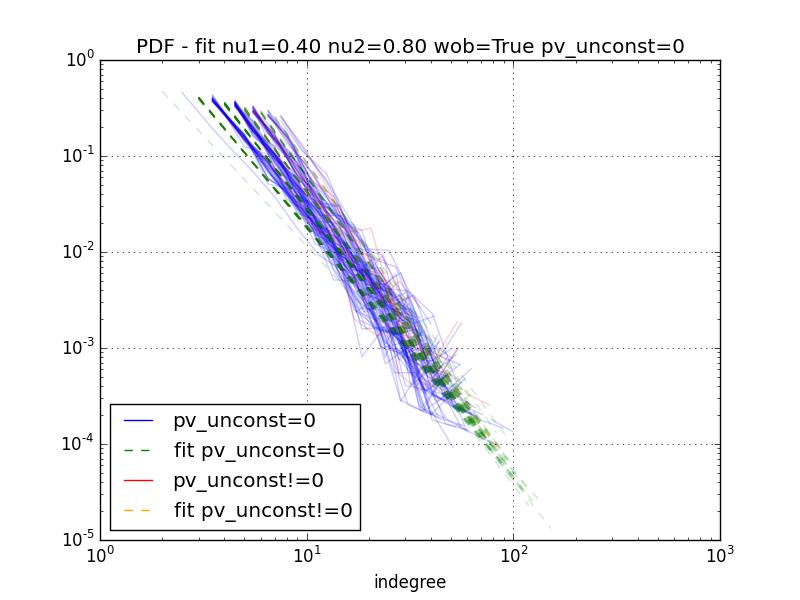 PDF - fit nu1=0.40 nu2=0.80 wob=True pv_unconst=0
10^0
10^-1
10^-2
10^-3
10^-4
10^-5
pv_unconst=0
fit pv_unconst=0
pv_unconst!=0
fit pv_unconst!=0
10^0 10^1 10^2 10^3
indegree